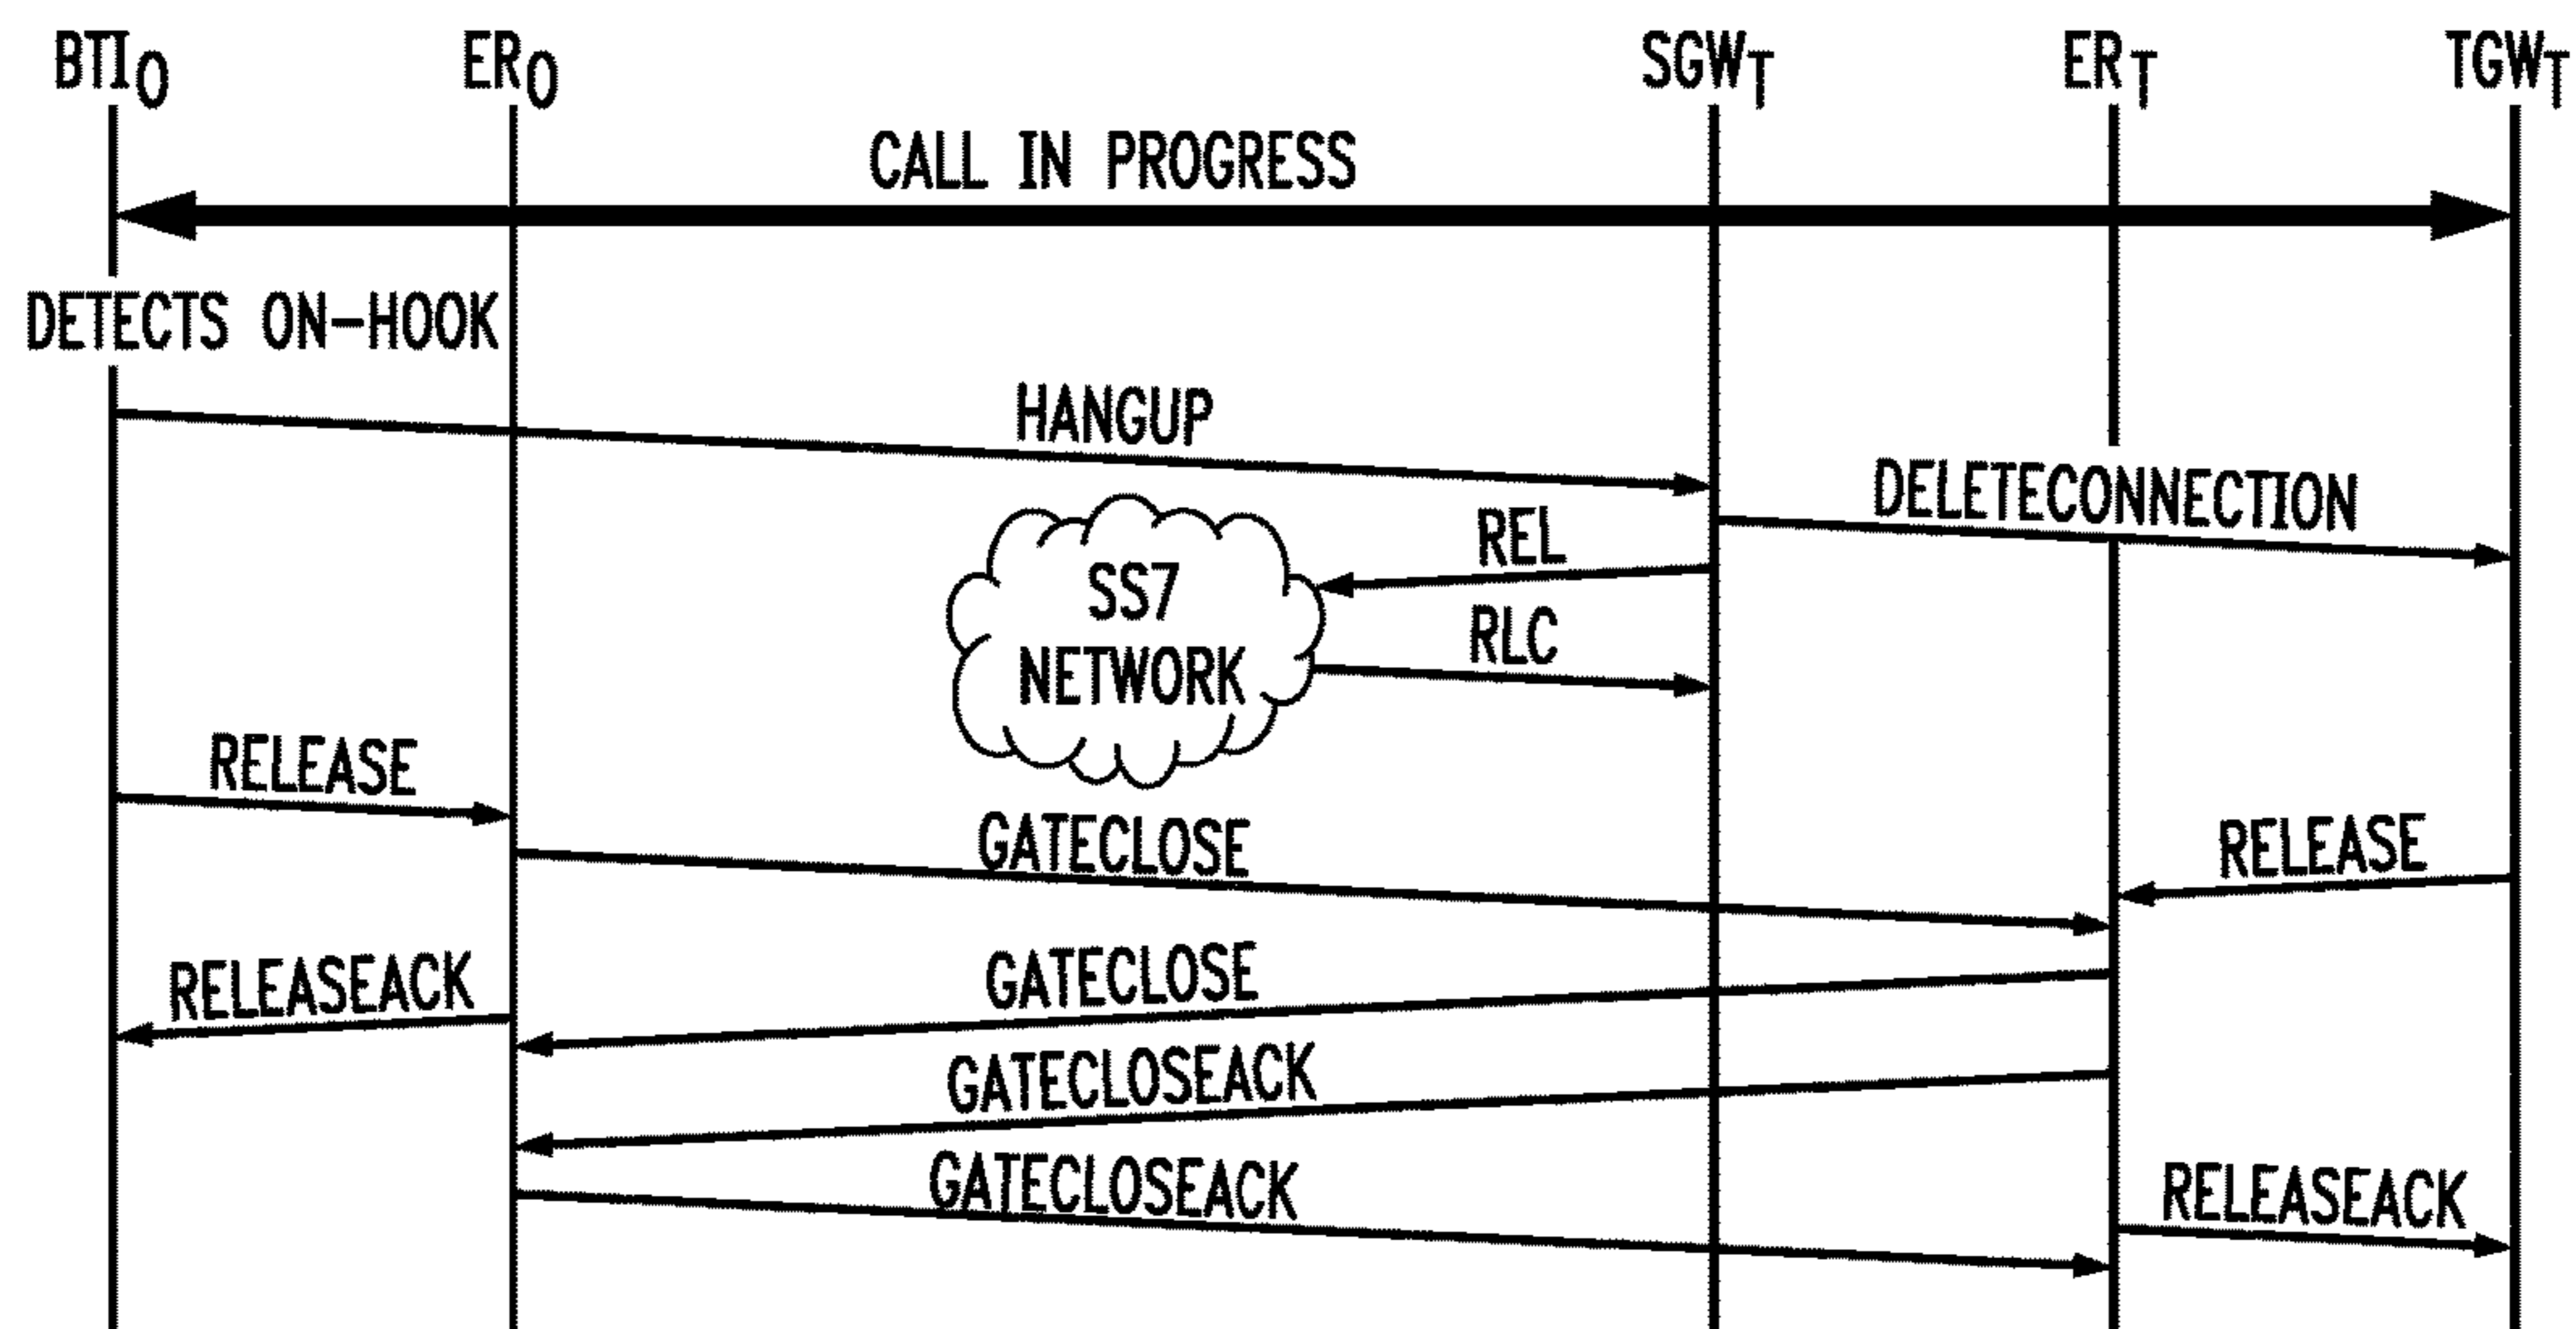 BTIO ERO SGWT ERT TGWT
CALL IN PROGRESS
DETECTS ON-HOOK
HANGUP
DELETECONNECTION
REL
SS7
NETWORK
RLC
RELEASE
GATECLOSE
RELEASE
RELEASEACK
GATECLOSE
GATECLOSEACK
GATECLOSEACK
RELEASEACK